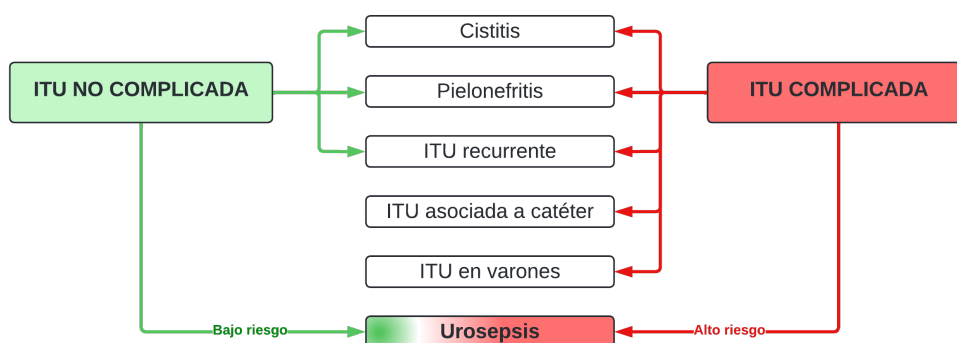 Cistitis
ITU NO COMPLICADA
Pielonefritis
ITU COMPLICADA
ITU recurrente
ITU asociada a catéter
ITU en varones
Bajo riesgo
Urosepsis
Alto riesgo